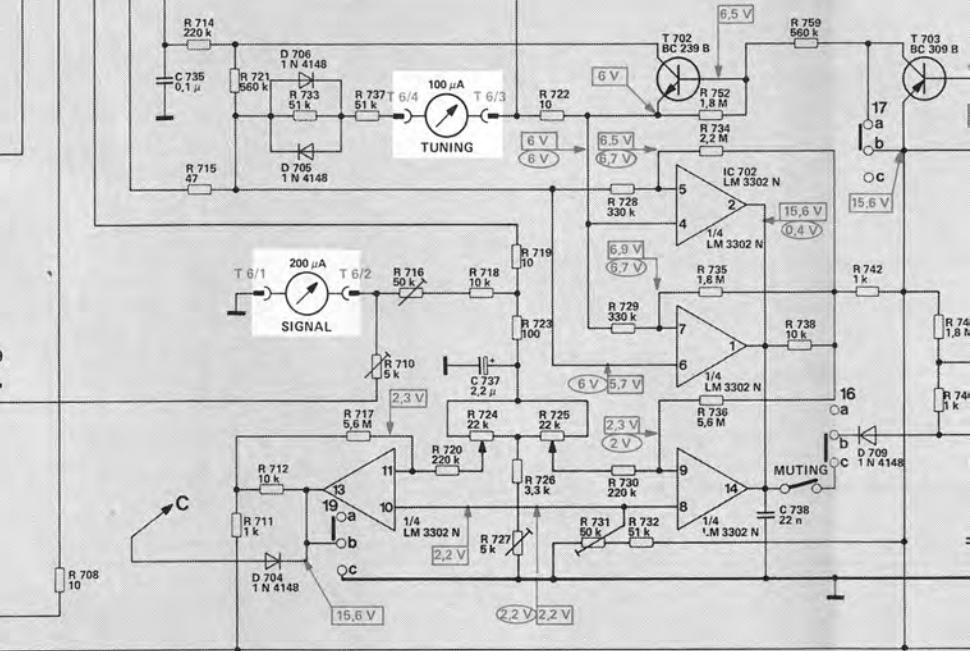 R 714
220 k
C 735
0,1 µ
R 721
560 k
D 706
1 N 4148
R 733
51 k
D 705
1 N 4148
R 737
51 k
T 6/4
100 µA
T 6/3
TUNING
R 722
10
T 702
BC 239 B
6,5 V
6 V
R 759
560 k
T 703
BC 309 B
R 752
1,8 M
R 734
2,2 M
17
a
b
c
15,6 V
6 V
6 V
6,5 V
6,7 V
R 715
47
R 728
330 k
5
4
2
IC 702
LM 3302 N
1/4
LM 3302 N
15,6 V
0,4 V
R 719
10
T 6/1
200 µA
T 6/2
SIGNAL
R 716
50 k
R 718
10 k
R 723
100
6,9 V
6,7 V
R 735
1,8 M
R 742
1 k
R 729
330 k
7
6
1
R 738
10 k
1/4
LM 3302 N
6 V
5,7 V
1,8 M
1 k
R 710
5 k
C 737
2,2 µ
+
2,3 V
R 717
5,6 M
R 724
22 k
R 725
22 k
2,3 V
2 V
R 736
5,6 M
16
a
b
c
D 709
1 N 4148
R 712
10 k
13
11
10
R 720
220 k
R 726
3,3 k
R 730
220 k
9
8
14
MUTING
C
R 711
1 k
19
a
b
c
1/4
LM 3302 N
2,2 V
R 727
5 k
R 731
50 k
R 732
51 k
1/4
LM 3302 N
C 738
22 n
R 708
10
D 704
1 N 4148
15,6 V
2,2 V
2,2 V